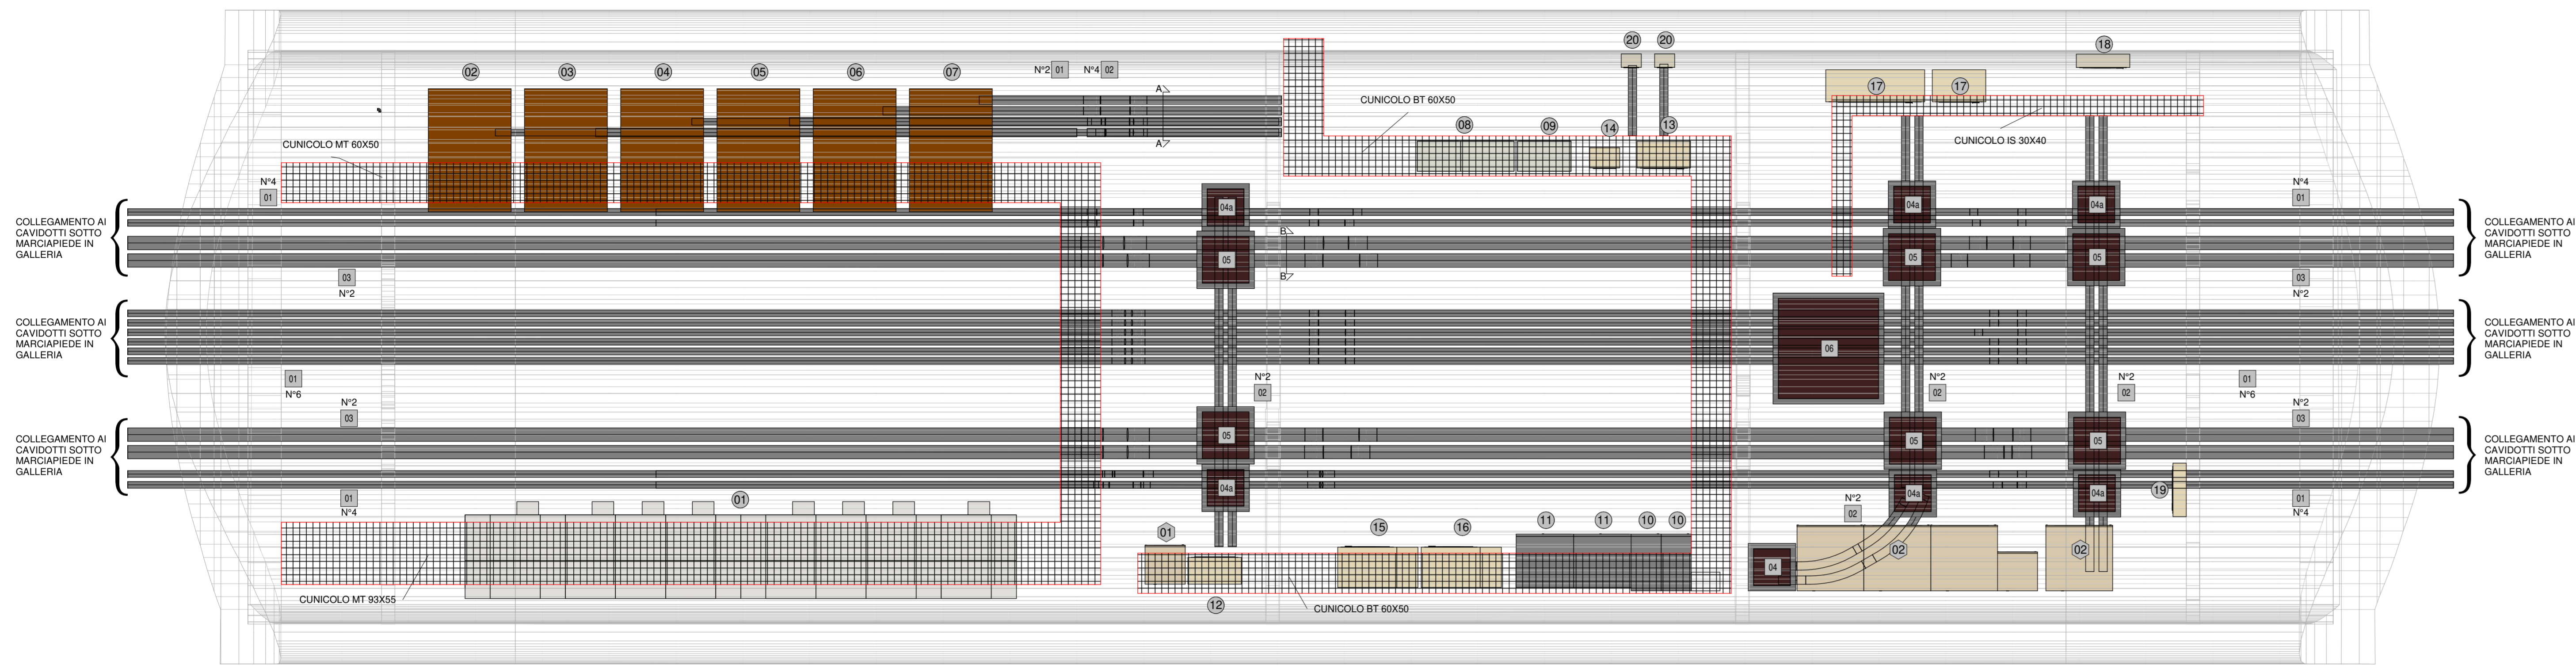 20
20
18
02
03
04
05
06
07
N°2 01
N°4 02
17
17
A
CUNICOLO BT 60X50
CUNICOLO MT 60X50
08
09
14
13
A
CUNICOLO IS 30X40
N°4
01
04a
04a
04a
N°4
01
COLLEGAMENTO AI
CAVIDOTTI SOTTO
MARCIAPIEDE IN
GALLERIA
B
05
05
05
B
COLLEGAMENTO AI
CAVIDOTTI SOTTO
MARCIAPIEDE IN
GALLERIA
03
N°2
03
N°2
COLLEGAMENTO AI
CAVIDOTTI SOTTO
MARCIAPIEDE IN
GALLERIA
06
COLLEGAMENTO AI
CAVIDOTTI SOTTO
MARCIAPIEDE IN
GALLERIA
01
N°6
N°2
02
N°2
02
N°2
02
01
N°6
N°2
03
N°2
03
COLLEGAMENTO AI
CAVIDOTTI SOTTO
MARCIAPIEDE IN
GALLERIA
05
05
05
COLLEGAMENTO AI
CAVIDOTTI SOTTO
MARCIAPIEDE IN
GALLERIA
01
N°4
01
04a
04a
04a
19
01
N°4
N°2
02
01
15
16
11
11
10
10
02
02
04
CUNICOLO MT 93X55
12
CUNICOLO BT 60X50